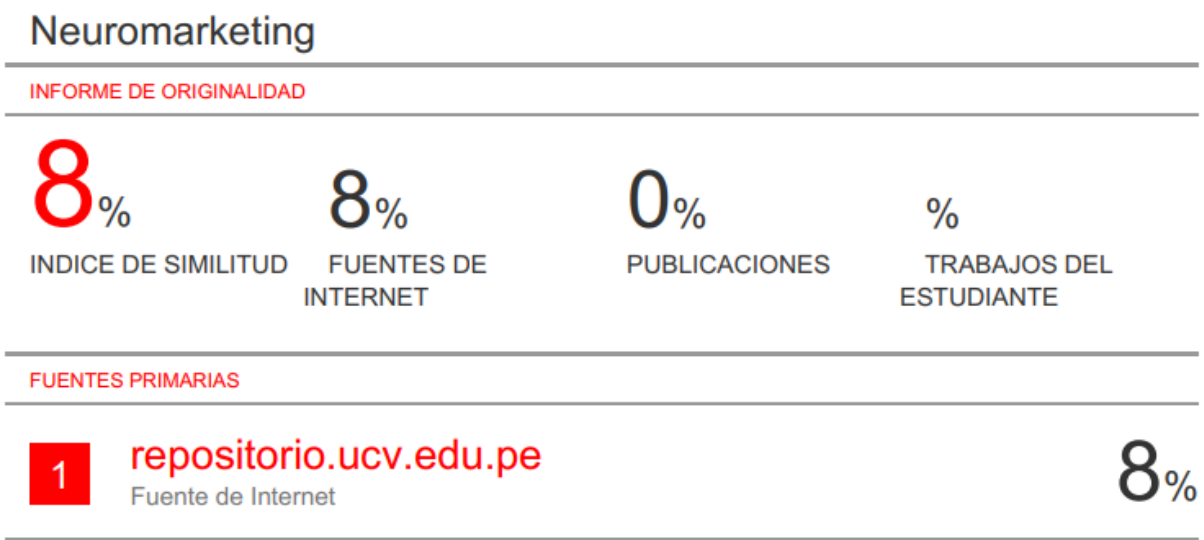 Neuromarketing
INFORME DE ORIGINALIDAD
8%
8%
0%
%
INDICE DE SIMILITUD
FUENTES DE
INTERNET
PUBLICACIONES
TRABAJOS DEL
ESTUDIANTE
FUENTES PRIMARIAS
1
repositorio.ucv.edu.pe
Fuente de Internet
8%